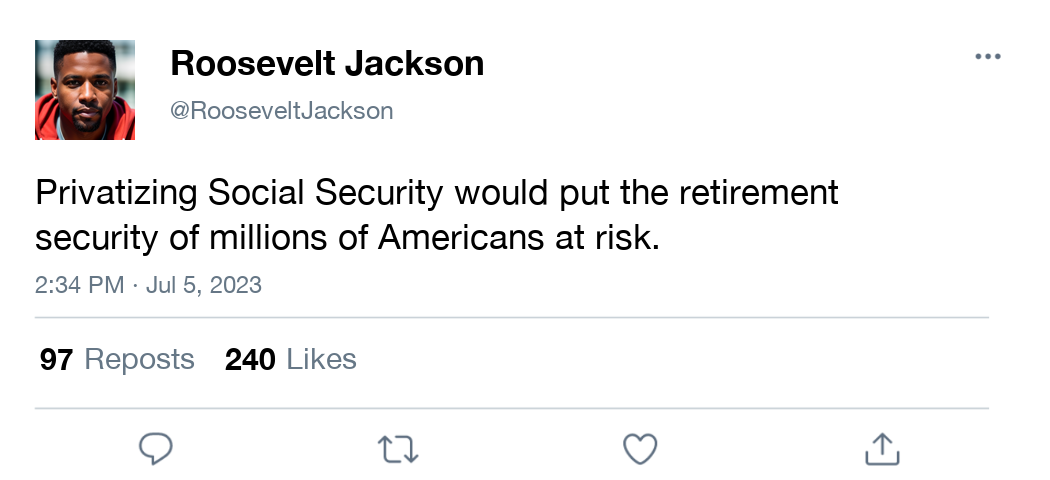 Roosevelt Jackson
@RooseveltJackson
Privatizing Social Security would put the retirement
security of millions of Americans at risk.
2:34 PM · Jul 5, 2023
97 Reposts 240 Likes